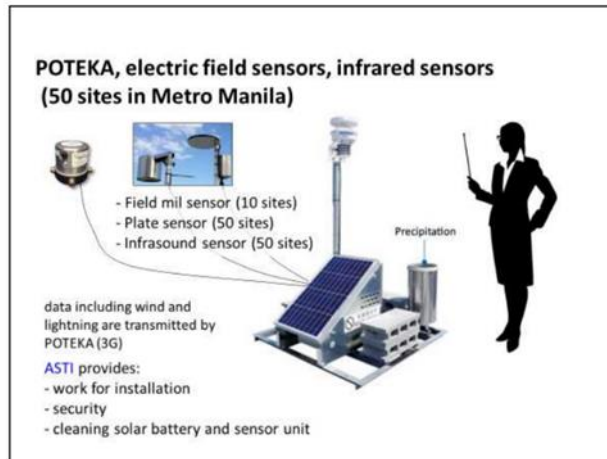 POTEKA, electric field sensors, infrared sensors
(50 sites in Metro Manila)
- Field mil sensor (10 sites)
- Plate sensor (50 sites)
- Infrasound sensor (50 sites)
Precipitation
data including wind and
lightning are transmitted by
POTEKA (3G)
ASTI provides:
- work for installation
- security
- cleaning solar battery and sensor unit